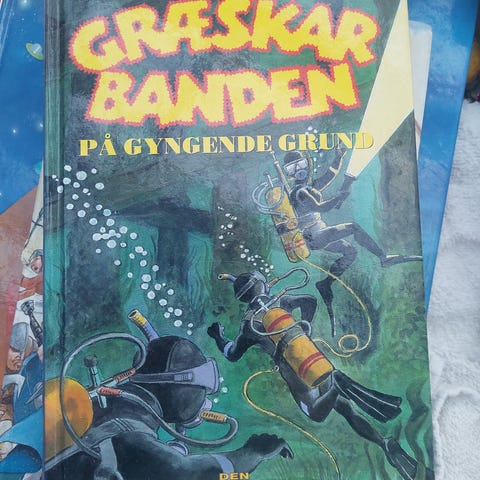 GRÆSKAR
BANDEN
PÅ GYNGENDE GRUND
DEN